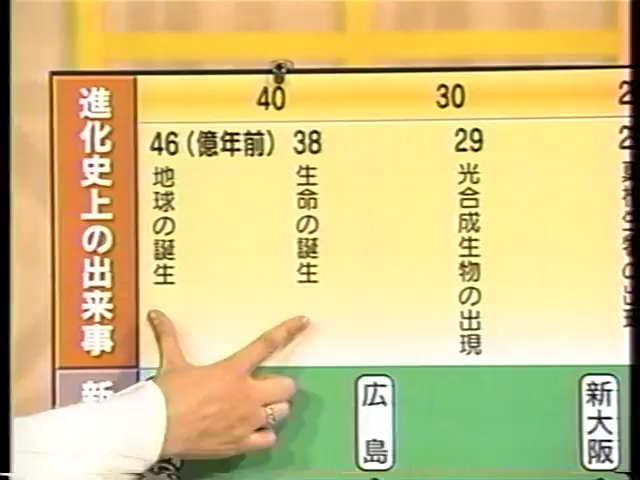 進化史上の出来事
40
30
46（億年前）
38
29
地球の誕生
生命の誕生
光合成生物の出現
新
広島
新大阪